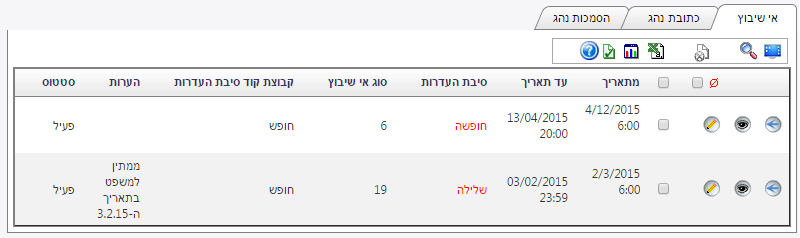 אי שיבוץ כתובת נהג הסמכות נהג
מתאריך עד תאריך סיבת העדרות סוג אי שיבוץ קבוצת קוד סיבת העדרות הערות סטטוס
4/12/2015 6:00 13/04/2015 20:00 חופשה 6 חופש פעיל
2/3/2015 6:00 03/02/2015 23:59 שלילה 19 חופש ממתין למשפט בתאריך ה-3.2.15 פעיל